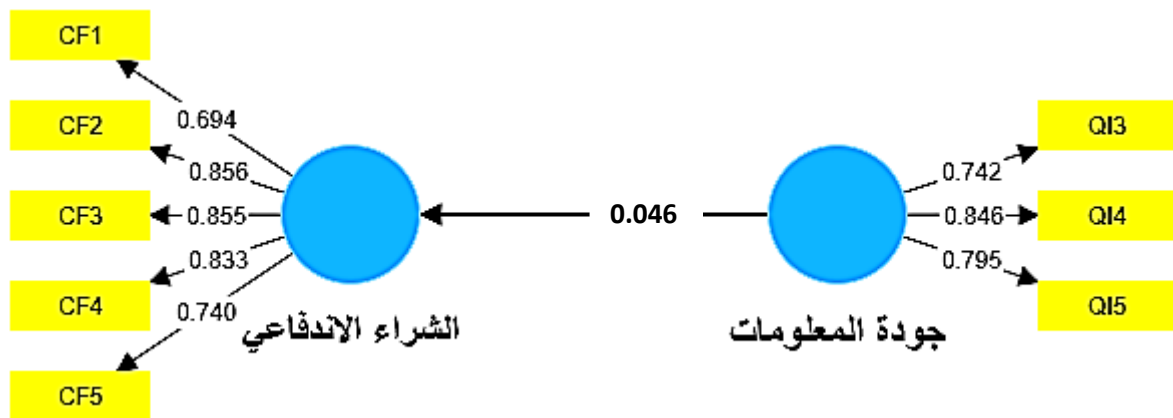 CF1
CF2
CF3
CF4
CF5
0.694
0.856
0.855
0.833
0.740
الشراء الاندفاعي
0.046
جودة المعلومات
0.742
0.846
0.795
QI3
QI4
QI5